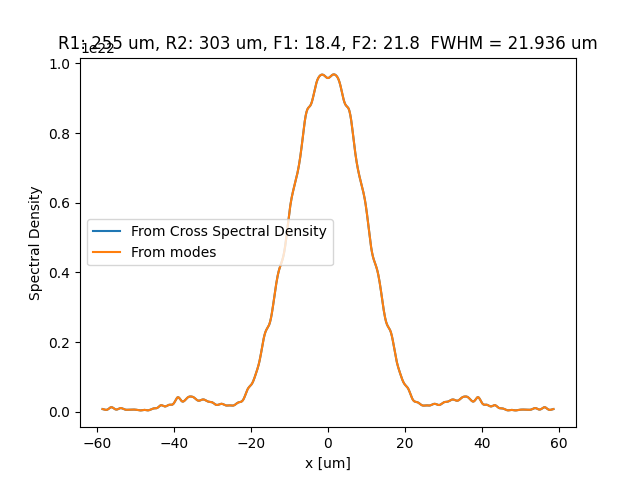 R1: 255 um, R2: 303 um, F1: 18.4, F2: 21.8  FWHM = 21.936 um
1e22
1.0
0.8
0.6
0.4
0.2
0.0
Spectral Density
From Cross Spectral Density
From modes
−60
−40
−20
0
20
40
60
x [um]